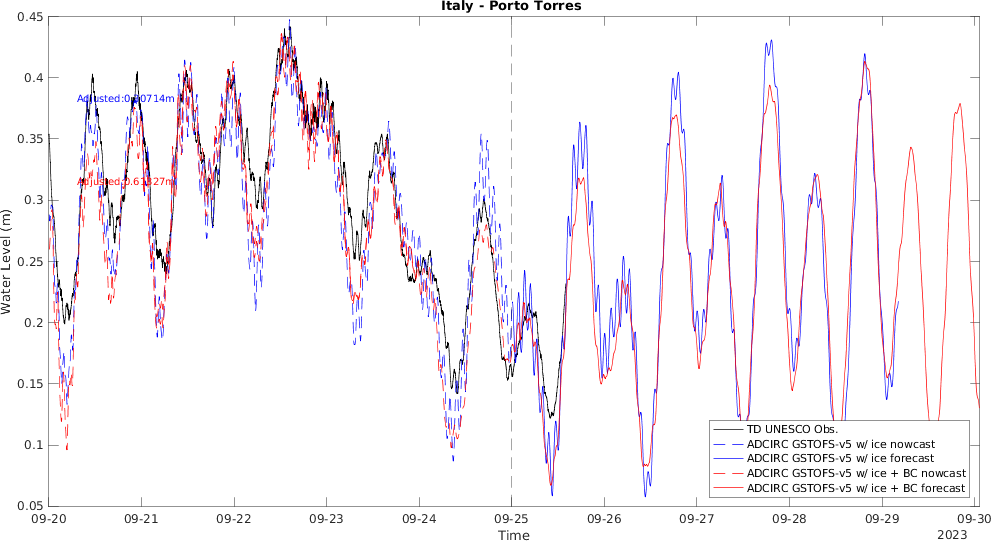 Italy - Porto Torres
Water Level (m)
0.45
0.4
0.35
0.3
0.25
0.2
0.15
0.1
0.05
TD UNESCO Obs.
ADCIRC GSTOFS-v5 w/ ice nowcast
ADCIRC GSTOFS-v5 w/ ice forecast
ADCIRC GSTOFS-v5 w/ ice + BC nowcast
ADCIRC GSTOFS-v5 w/ ice + BC forecast
09-20 09-21 09-22 09-23 09-24 09-25 09-26 09-27 09-28 09-29 09-30
Time
2023